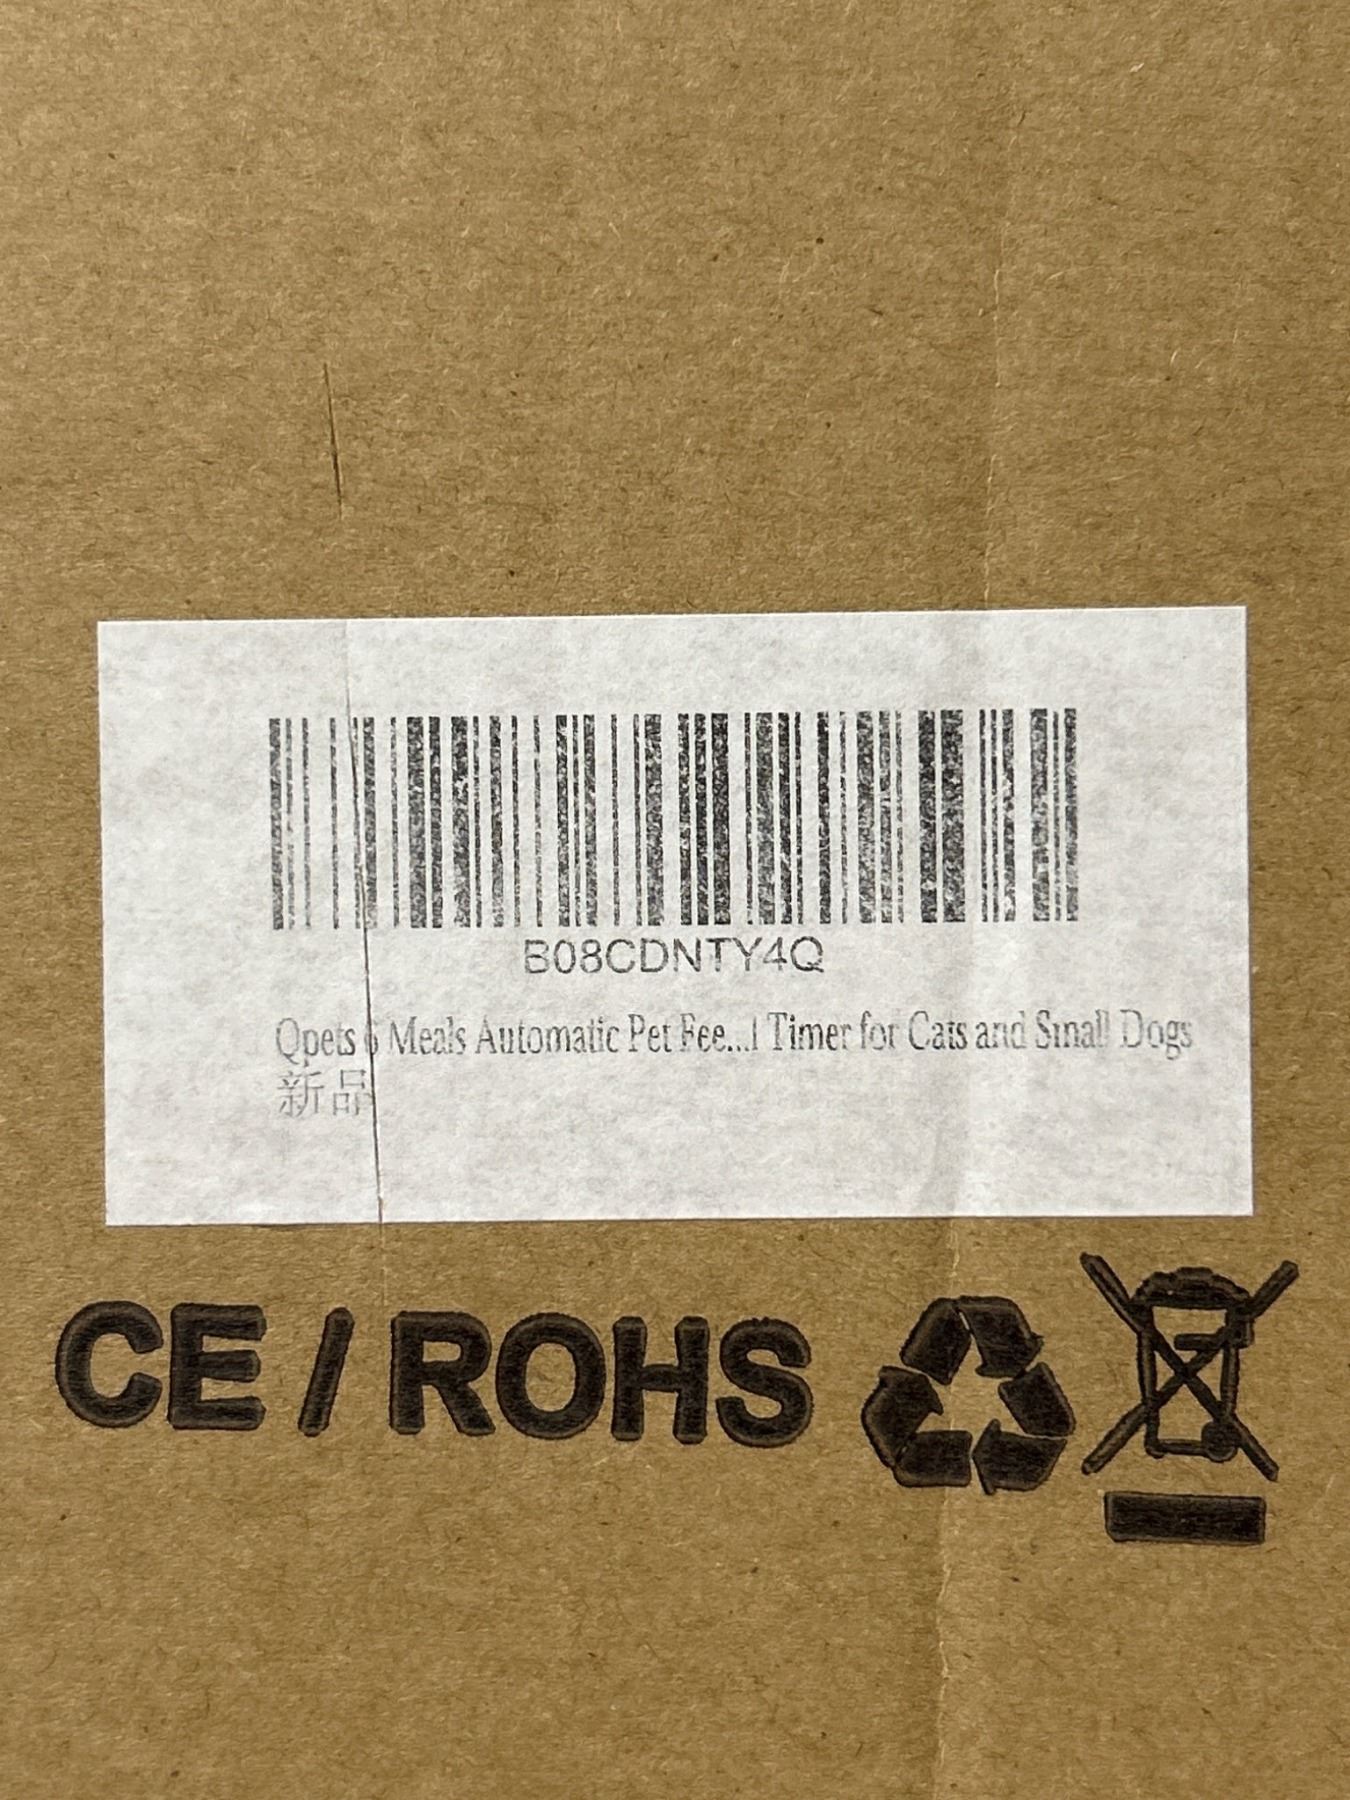 B08CDNTY4Q
Qpets 6 Meals Automatic Pet Fee...l Timer for Cats and Small Dogs
新品
CE / ROHS